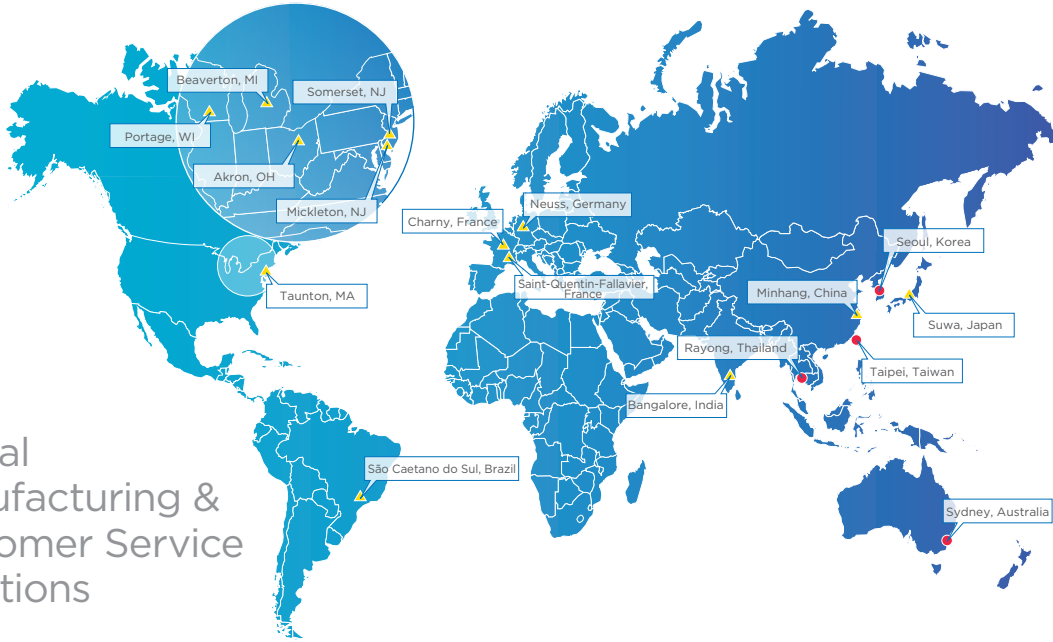 Beaverton, MI
Somerset, NJ
Portage, WI
Akron, OH
Mickleton, NJ
Charny, France
Neuss, Germany
Seoul, Korea
Taunton, MA
Saint-Quentin-Fallavier,
France
Minhang, China
Suwa, Japan
Rayong, Thailand
Taipei, Taiwan
Bangalore, India
São Caetano do Sul, Brazil
Sydney, Australia
al
ufacturing &
omer Service
tions